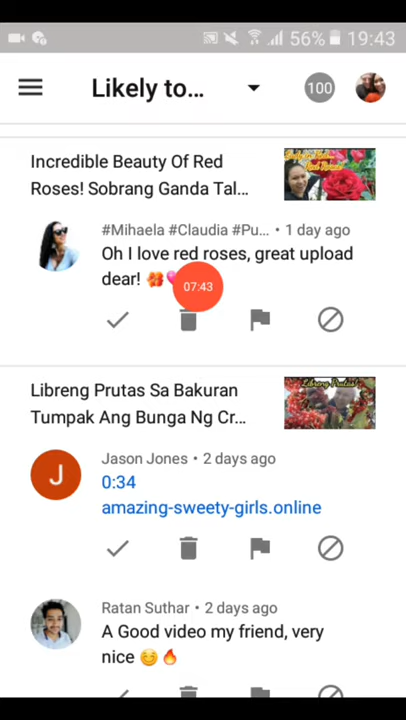 56% 19:43
Likely to...
100
Incredible Beauty Of Red
Roses! Sobrang Ganda Tal...
#Mihaela #Claudia #Pu... • 1 day ago
Oh I love red roses, great upload
dear! 🌺💕
07:43
Libreng Prutas Sa Bakuran
Tumpak Ang Bunga Ng Cr...
Libreng Prutas!
J
Jason Jones • 2 days ago
0:34
amazing-sweety-girls.online
Ratan Suthar • 2 days ago
A Good video my friend, very
nice 😊🔥